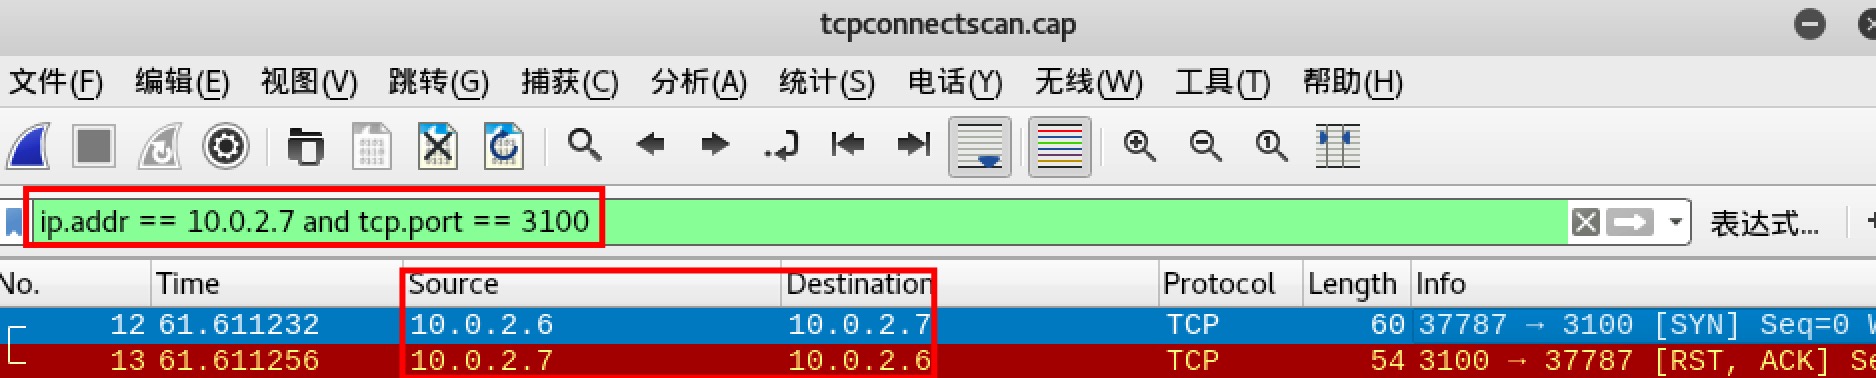 tcpconnectscan.cap
文件(F) 编辑(E) 视图(V) 跳转(G) 捕获(C) 分析(A) 统计(S) 电话(Y) 无线(W) 工具(T) 帮助(H)
ip.addr == 10.0.2.7 and tcp.port == 3100 表达式...
No. Time Source Destination Protocol Length Info
12 61.611232 10.0.2.6 10.0.2.7 TCP 60 37787 → 3100 [SYN] Seq=0
13 61.611256 10.0.2.7 10.0.2.6 TCP 54 3100 → 37787 [RST, ACK]